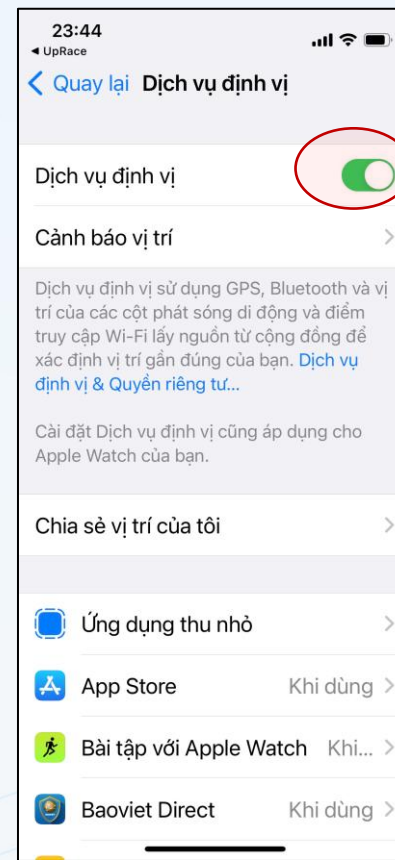 23:44
◀ UpRace
Quay lại Dịch vụ định vị
Dịch vụ định vị
Cảnh báo vị trí
Dịch vụ định vị sử dụng GPS, Bluetooth và vị
trí của các cột phát sóng di động và điểm
truy cập Wi-Fi lấy nguồn từ cộng đồng để
xác định vị trí gần đúng của bạn. Dịch vụ
định vị & Quyền riêng tư...
Cài đặt Dịch vụ định vị cũng áp dụng cho
Apple Watch của bạn.
Chia sẻ vị trí của tôi
Ứng dụng thu nhỏ
App Store Khi dùng
Bài tập với Apple Watch Khi...
Baoviet Direct Khi dùng